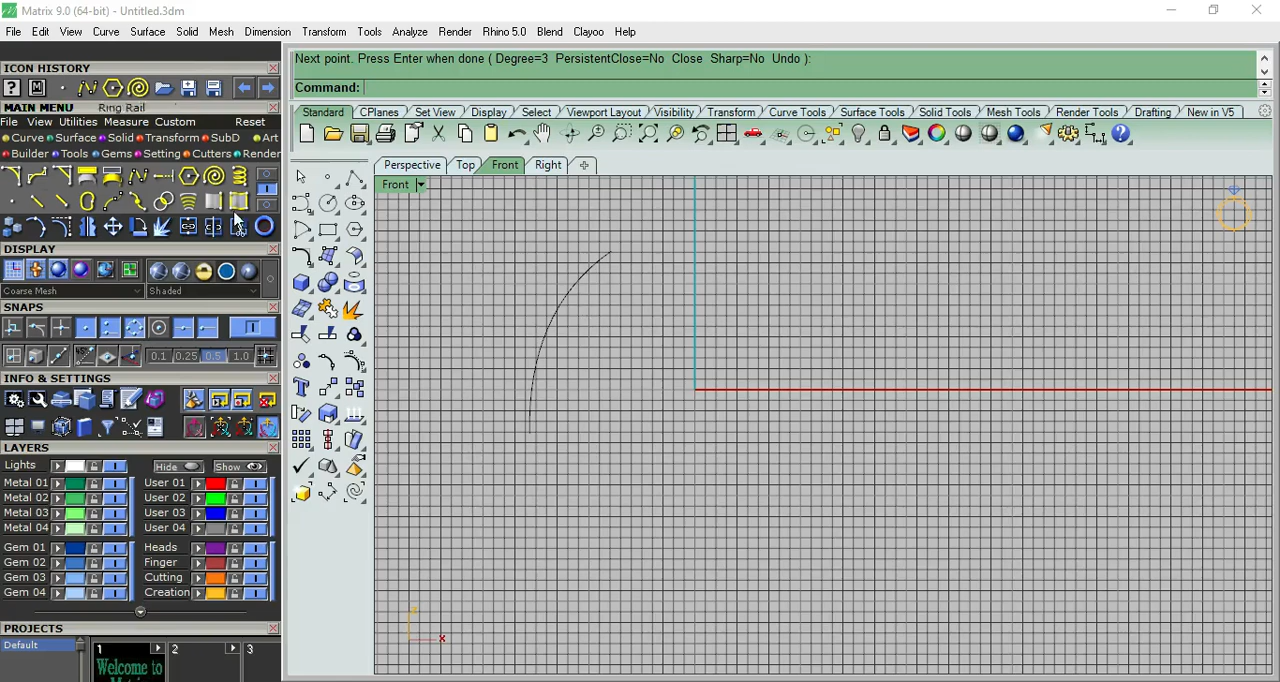 Matrix 9.0 (64-bit) - Untitled.3dm
File Edit View Curve Surface Solid Mesh Dimension Transform Tools Analyze Render Rhino 5.0 Blend Clayoo Help
ICON HISTORY
Next point. Press Enter when done ( Degree=3 PersistentClose=No Close Sharp=No Undo ):
Command:
MAIN MENU Ring Rail
File View Utilities Measure Custom Reset
Curve Surface Solid Transform SubD Art
Builder Tools Gems Setting Cutters Render
Standard CPlanes Set View Display Select Viewport Layout Visibility Transform Curve Tools Surface Tools Solid Tools Mesh Tools Render Tools Drafting New in V5
Perspective Top Front Right
Front
DISPLAY
Coarse Mesh Shaded
SNAPS
0.1 0.25 0.5 1.0
INFO & SETTINGS
LAYERS
Lights Hide Show
Metal 01 User 01
Metal 02 User 02
Metal 03 User 03
Metal 04 User 04
Gem 01 Heads
Gem 02 Finger
Gem 03 Cutting
Gem 04 Creation
PROJECTS
Default
1 2 3
Welcome to
z
x